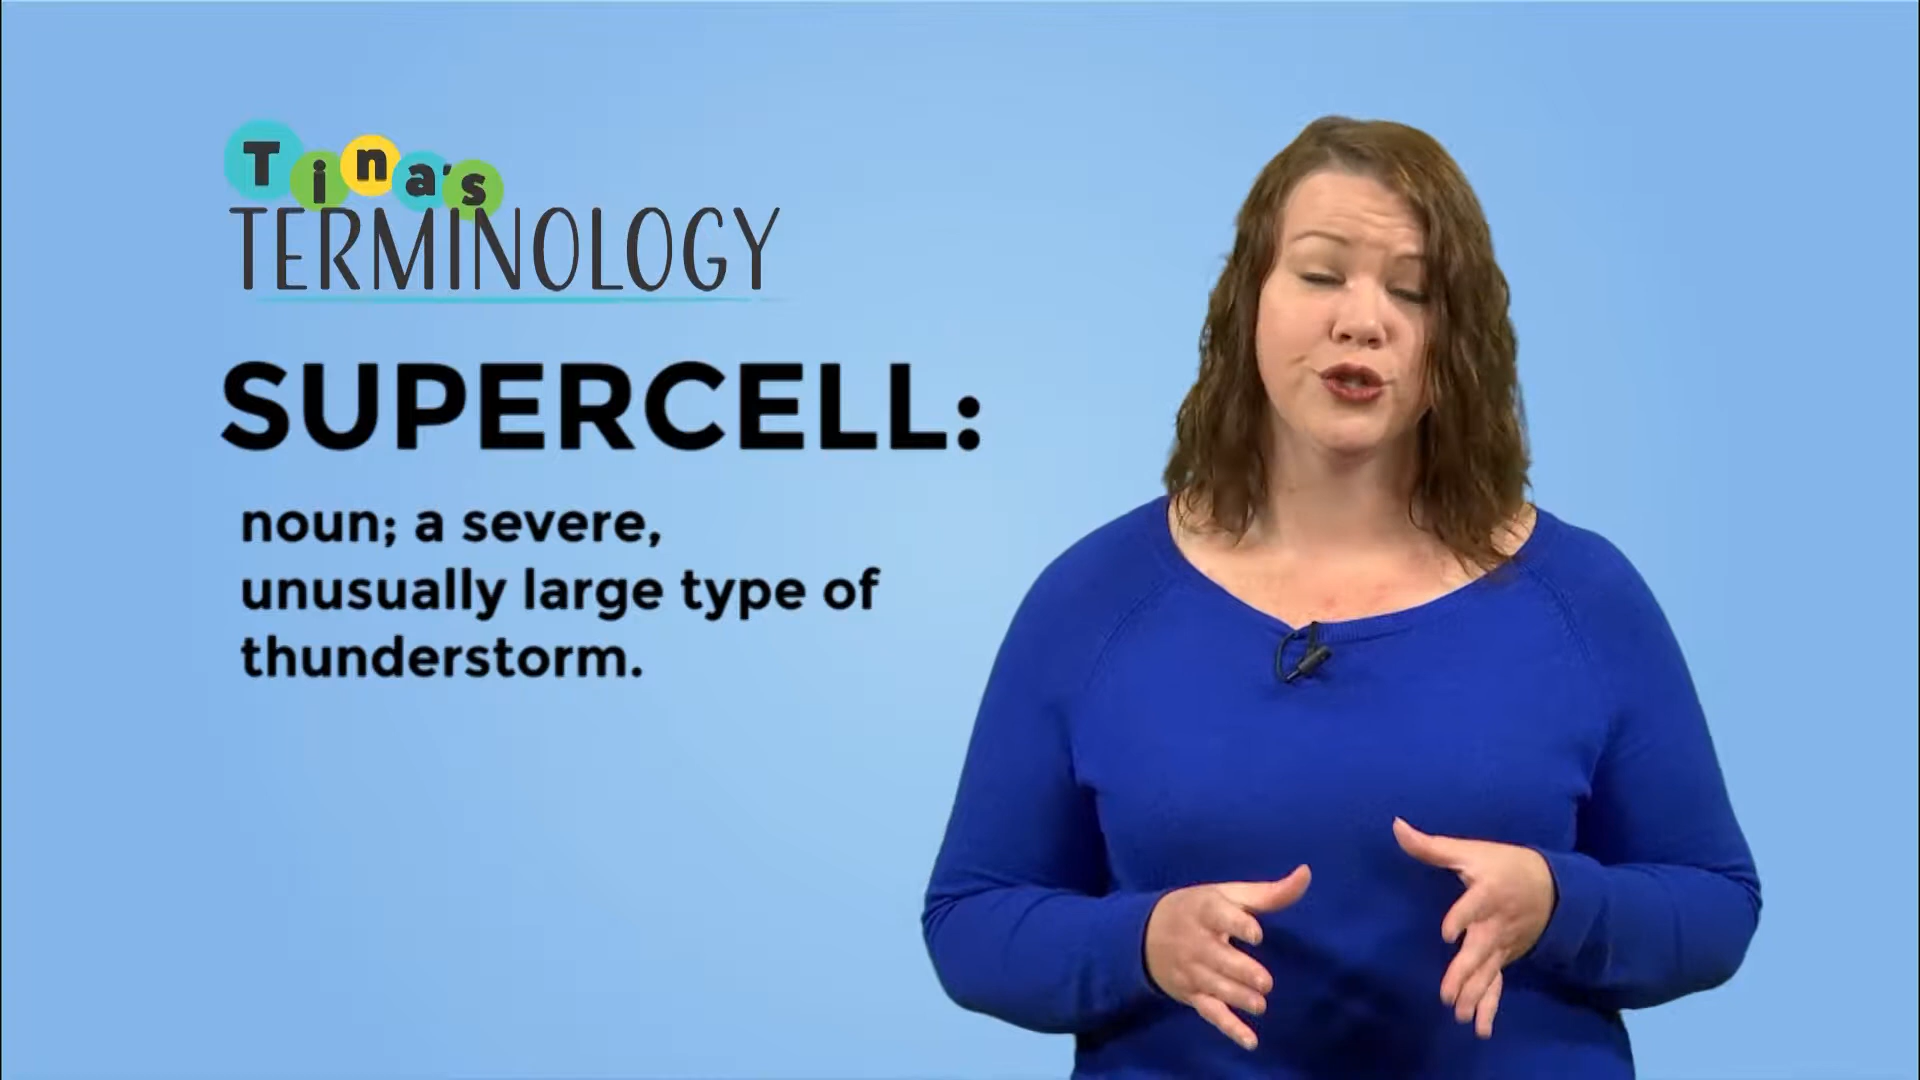 Tina's
TERMINOLOGY
SUPERCELL:
noun; a severe,
unusually large type of
thunderstorm.